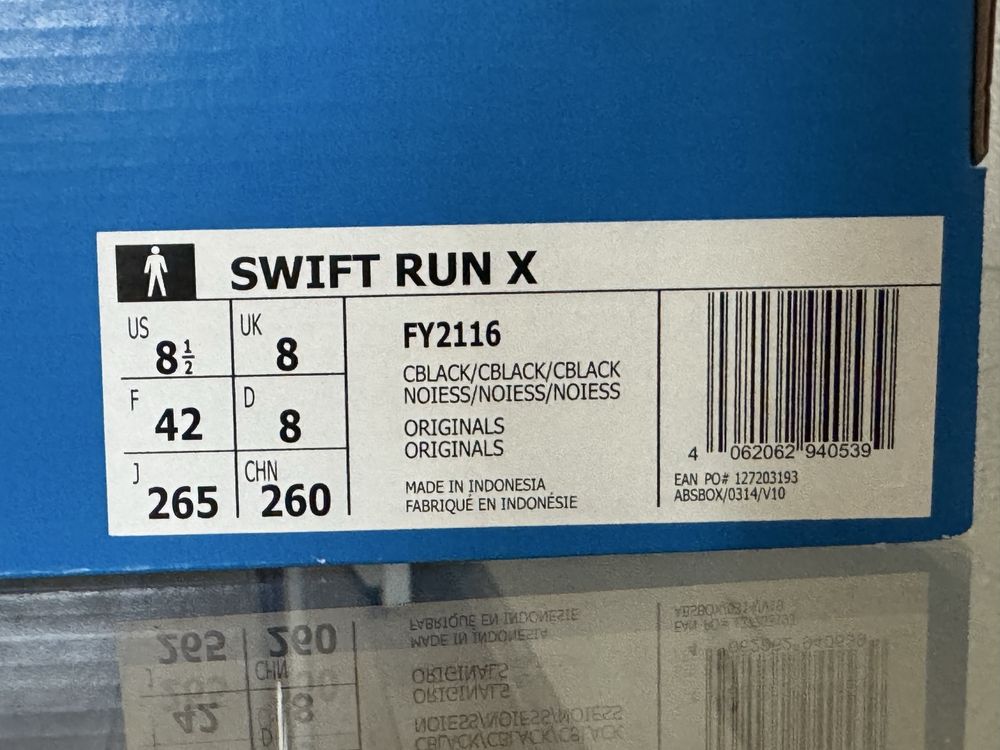 SWIFT RUN X
US 8½ UK 8
F 42 D 8
J 265 CHN 260
FY2116
CBLACK/CBLACK/CBLACK
NOIESS/NOIESS/NOIESS
ORIGINALS
ORIGINALS
MADE IN INDONESIA
FABRIQUÉ EN INDONÉSIE
4 062062 940539
EAN PO# 127203193
ABSBOX/0314/V10